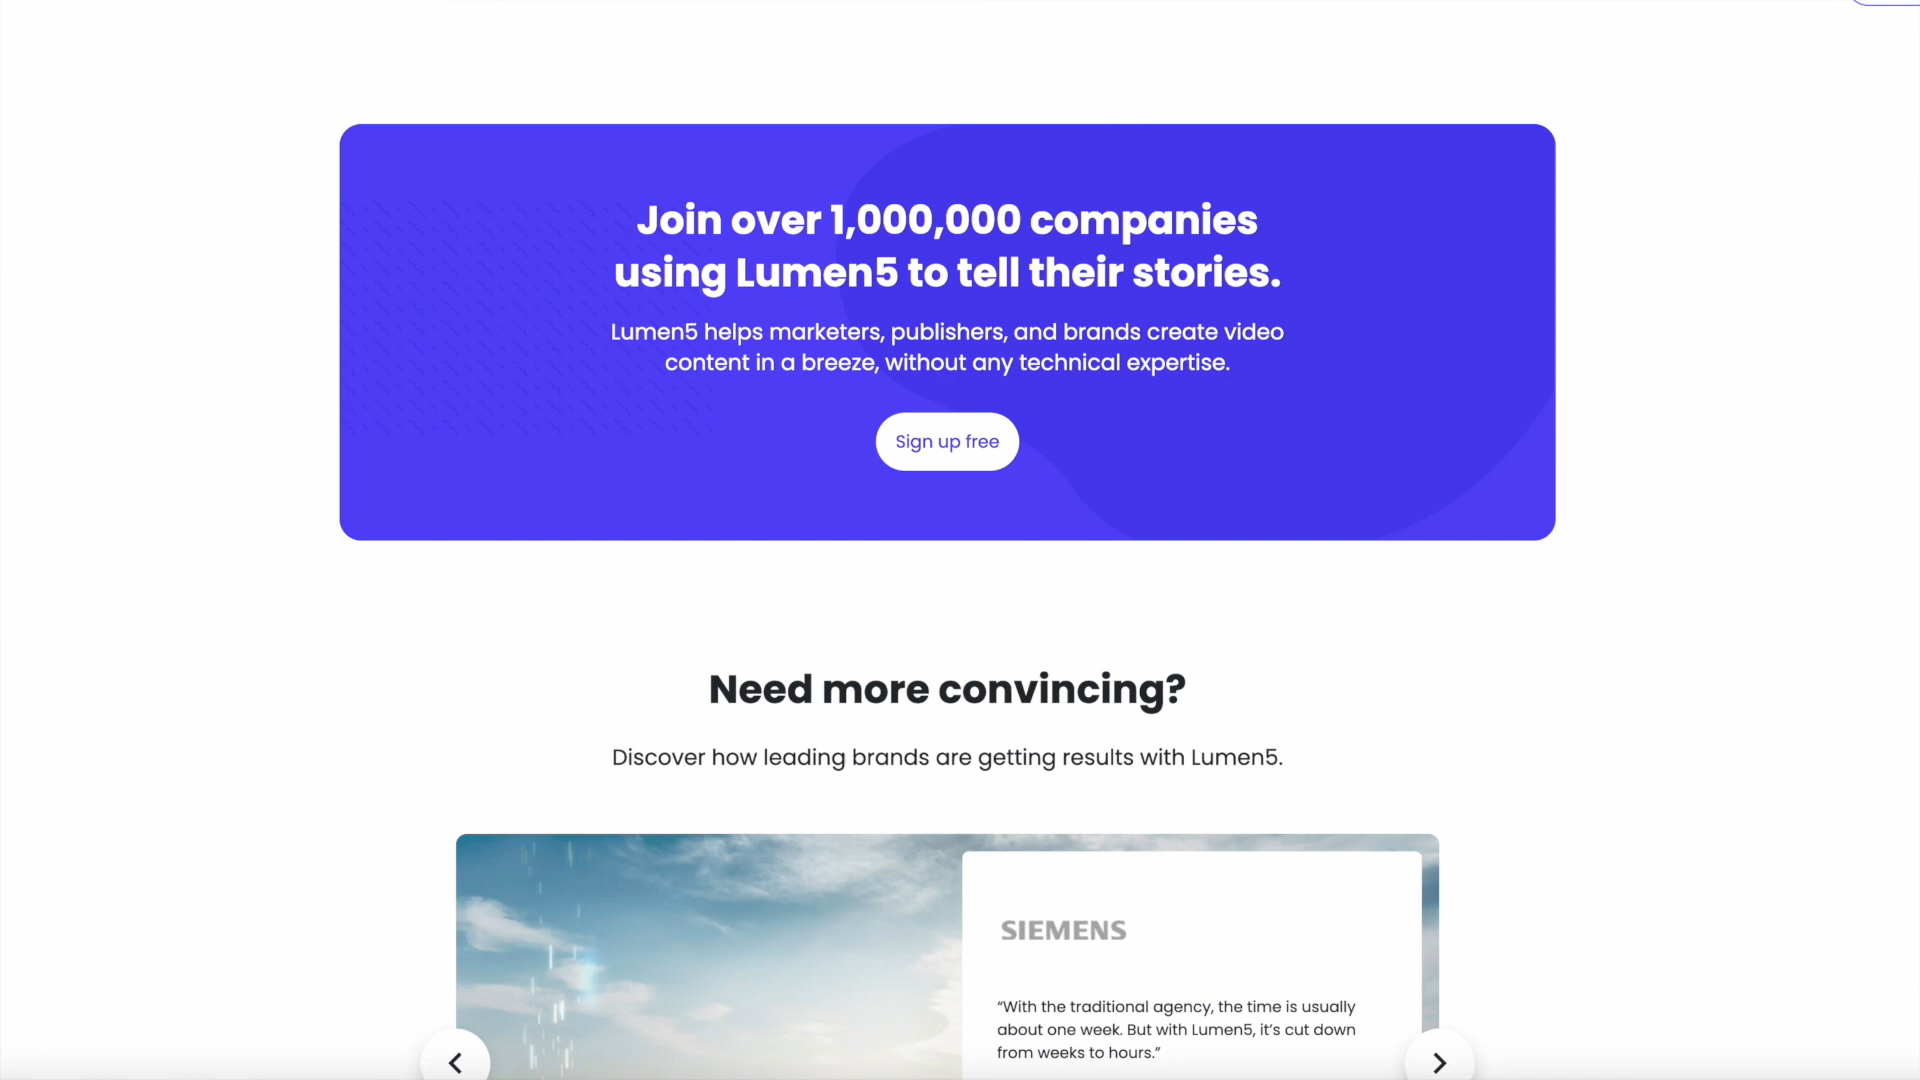 Join over 1,000,000 companies
using Lumen5 to tell their stories.
Lumen5 helps marketers, publishers, and brands create video
content in a breeze, without any technical expertise.
Sign up free
Need more convincing?
Discover how leading brands are getting results with Lumen5.
SIEMENS
“With the traditional agency, the time is usually
about one week. But with Lumen5, it’s cut down
from weeks to hours.”